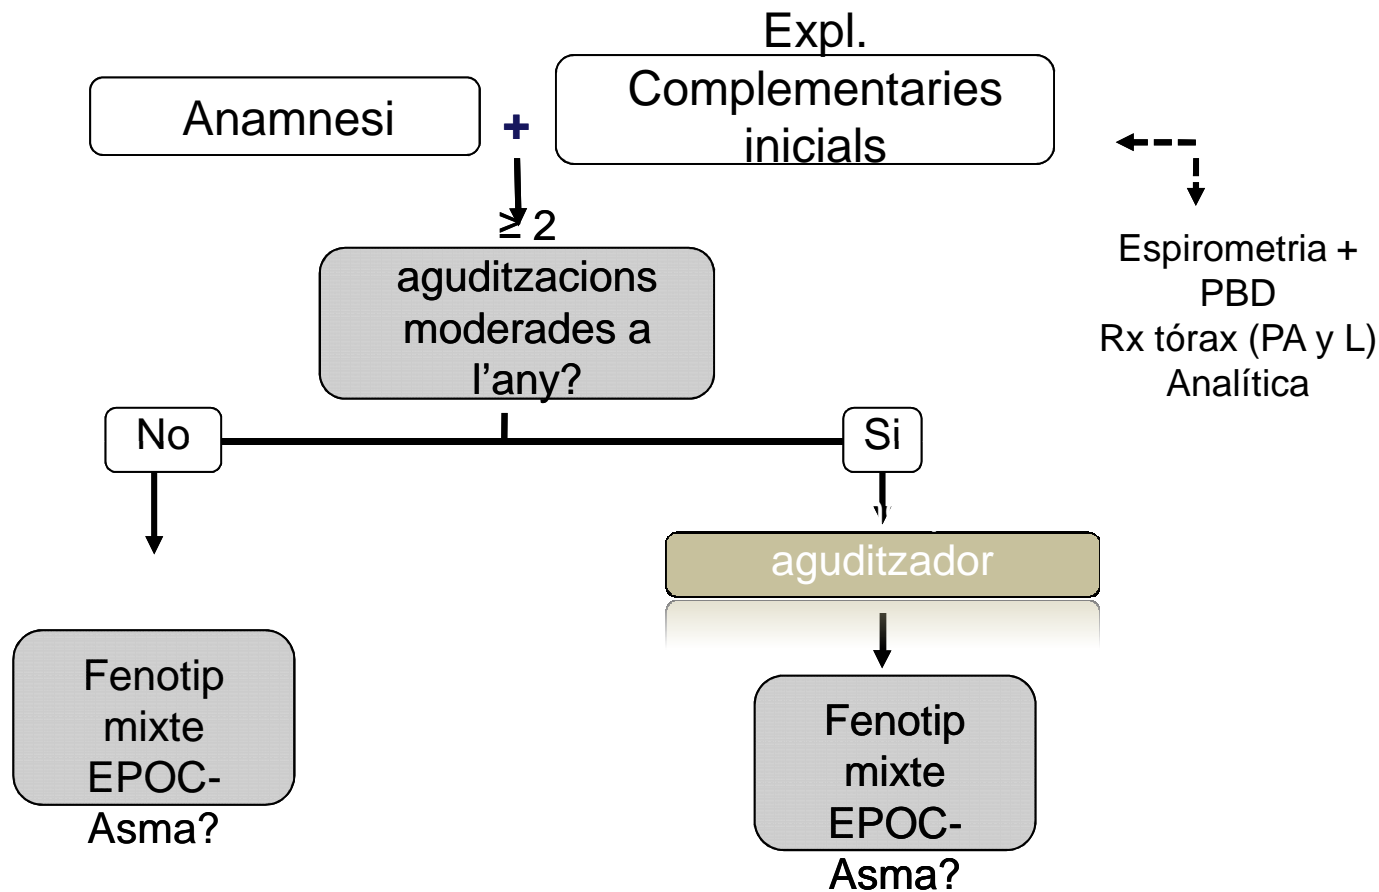 Expl.
Complementaries
inicials
Anamnesi
+
≥ 2
aguditzacions
moderades a
l'any?
Espirometria +
PBD
Rx tórax (PA y L)
Analítica
No
Si
aguditzador
Fenotip
mixte
EPOC-
Asma?
Fenotip
mixte
EPOC-
Asma?